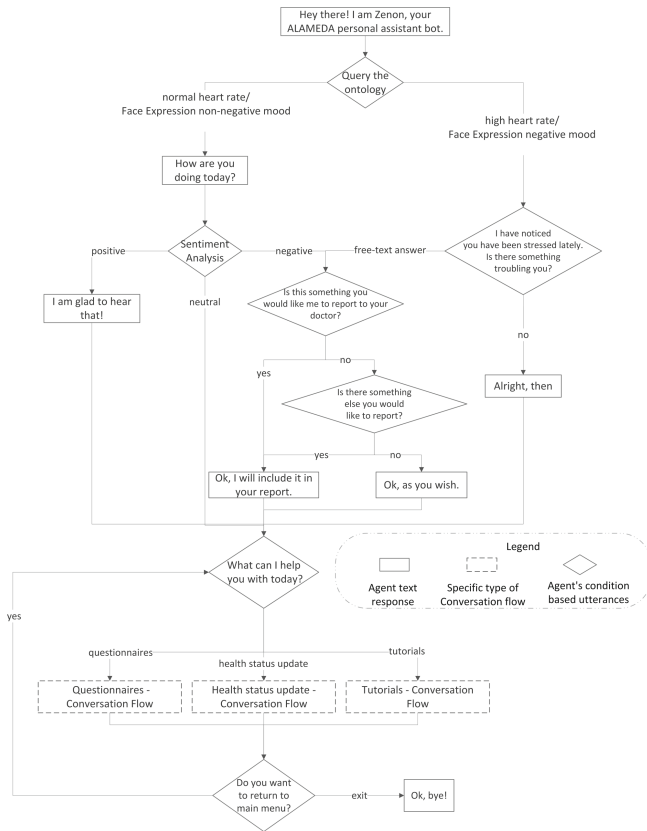 Hey there! I am Zenon, your
ALAMEDA personal assistant bot.
Query the
ontology
normal heart rate/
Face Expression non-negative mood
high heart rate/
Face Expression negative mood
How are you
doing today?
I have noticed
you have been stressed lately.
Is there something
troubling you?
positive
Sentiment
Analysis
negative
free-text answer
neutral
I am glad to hear
that!
Is this something you
would like me to report to your
doctor?
no
yes
no
Is there something
else you would
like to report?
Alright, then
yes
no
Ok, I will include it in
your report.
Ok, as you wish.
What can I help
you with today?
Legend
Agent text
response
Specific type of
Conversation flow
Agent's condition
based utterances
yes
questionnaires
health status update
tutorials
Questionnaires -
Conversation Flow
Health status update -
Conversation Flow
Tutorials - Conversation
Flow
Do you want
to return to
main menu?
exit
Ok, bye!